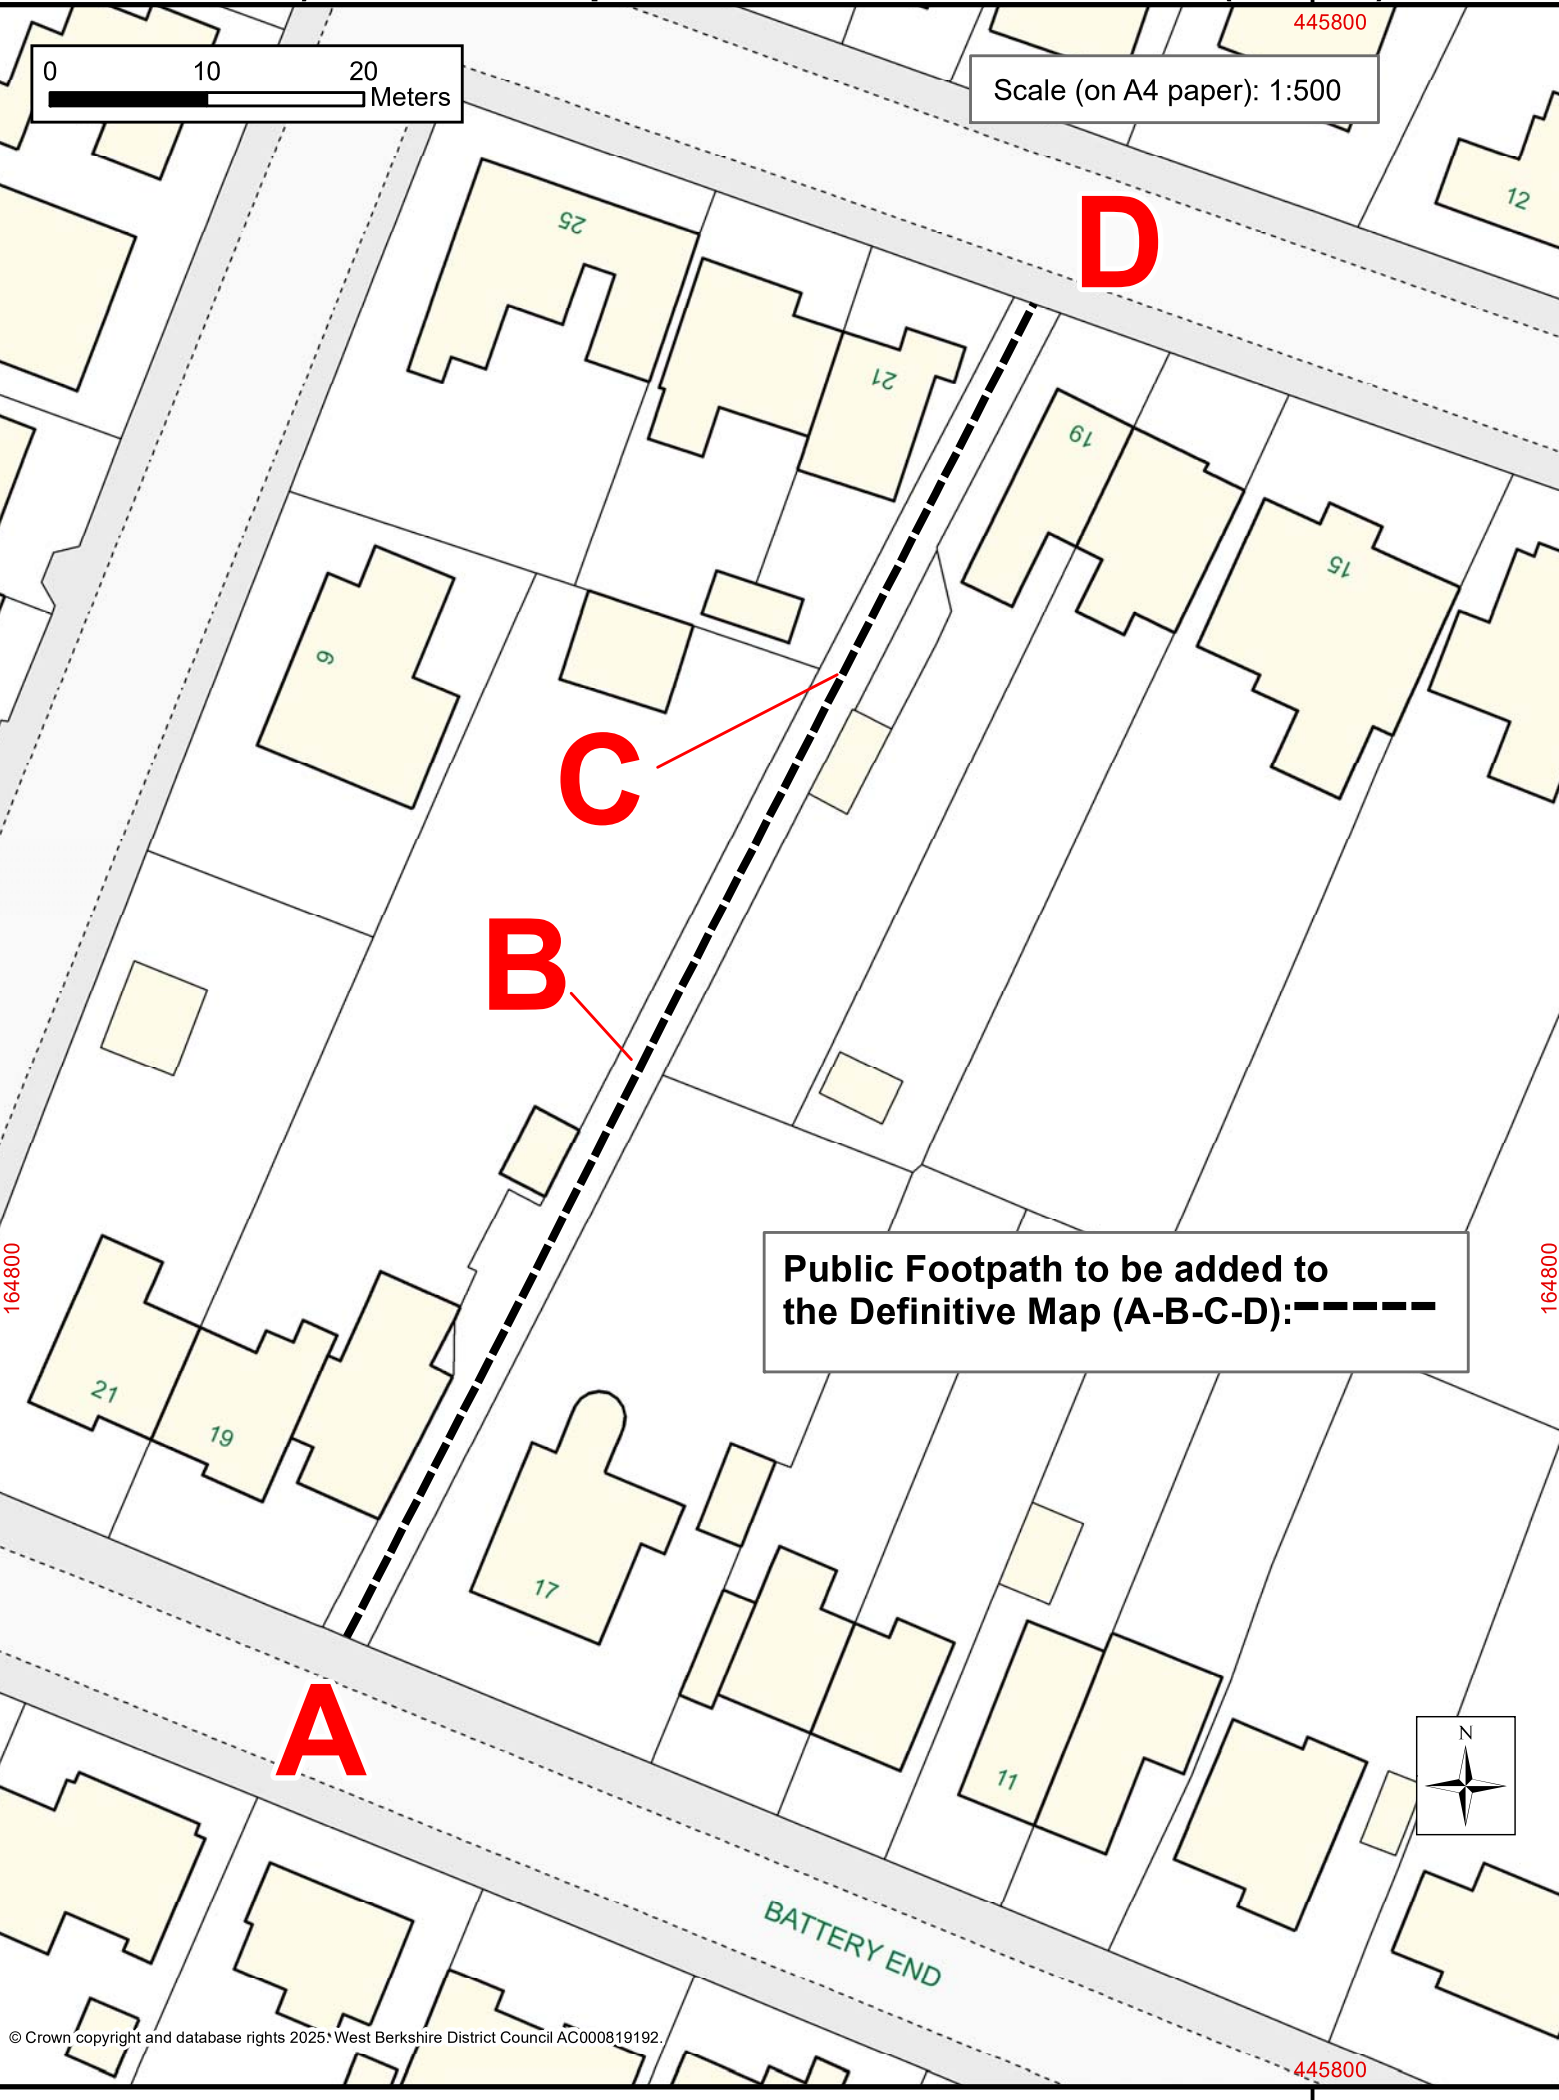 445800
0 10 20
Meters
Scale (on A4 paper): 1:500
12
D
25
21
19
15
9
C
B
164800
164800
Public Footpath to be added to
the Definitive Map (A-B-C-D):
21
19
17
A
N
11
BATTERY END
© Crown copyright and database rights 2025. West Berkshire District Council AC000819192.
445800